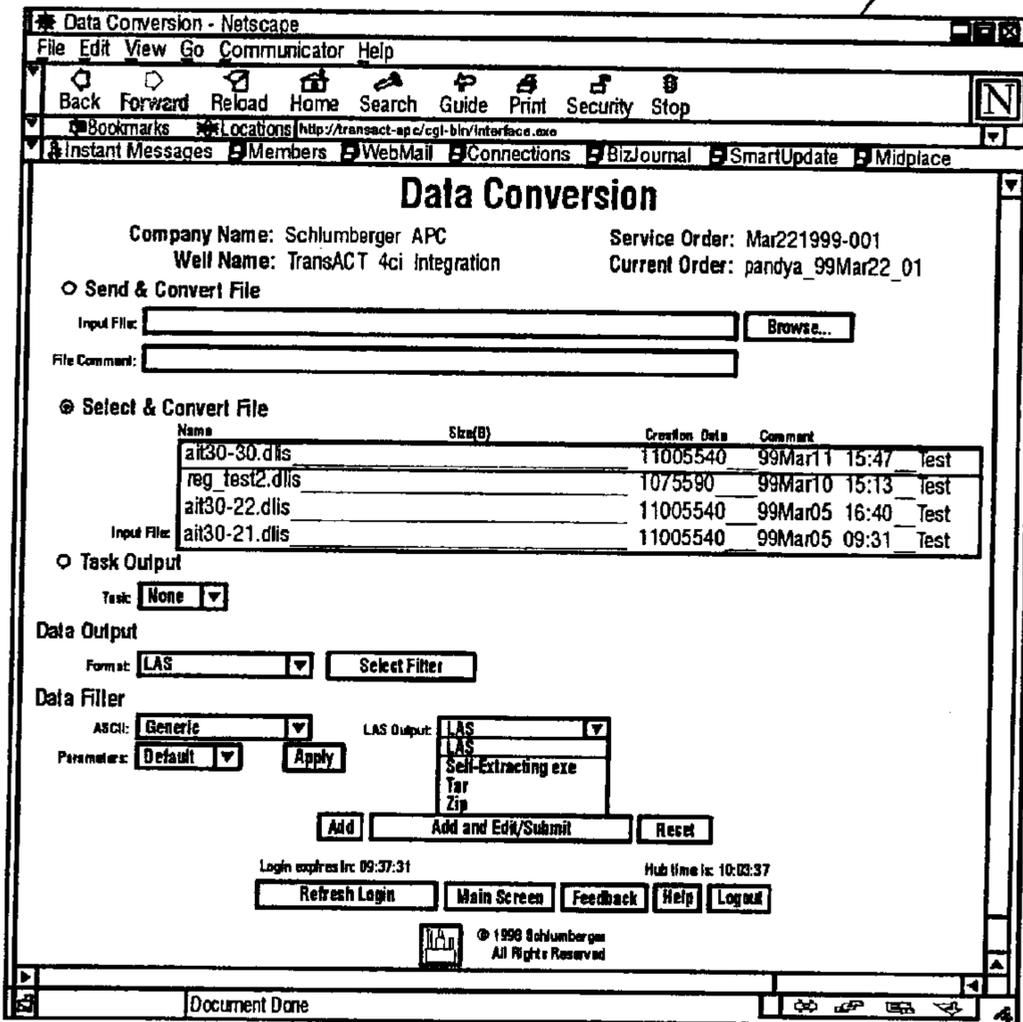 Data Conversion - Netscape
File Edit View Go Communicator Help
Back Forward Reload Home Search Guide Print Security Stop
N
Bookmarks Locations http://transact-apc/cgi-bin/interface.exe
Instant Messages Members WebMail Connections BizJournal SmartUpdate Midplace
Data Conversion
Company Name: Schlumberger APC Service Order: Mar221999-001
Well Name: TransACT 4ci Integration Current Order: pandya_99Mar22_01
Send & Convert File
Input File: Browse...
File Comment:
Select & Convert File
Name Size(B) Creation Date Comment
ait30-30.dlis 11005540 99Mar11 15:47 Test
reg_test2.dlis 1075590 99Mar10 15:13 Test
ait30-22.dlis 11005540 99Mar05 16:40 Test
Input File: ait30-21.dlis 11005540 99Mar05 09:31 Test
Task Output
Task: None
Data Output
Format: LAS Select Filter
Data Filler
ASCII: Generic LAS Output: LAS
Parameters: Default Apply LAS
Self-Extracting exe
Tar
Zip
Add Add and Edit/Submit Reset
Login expires in: 09:37:31 Hub time is: 10:03:37
Refresh Login Main Screen Feedback Help Logout
© 1998 Schlumberger
All Rights Reserved
Document Done